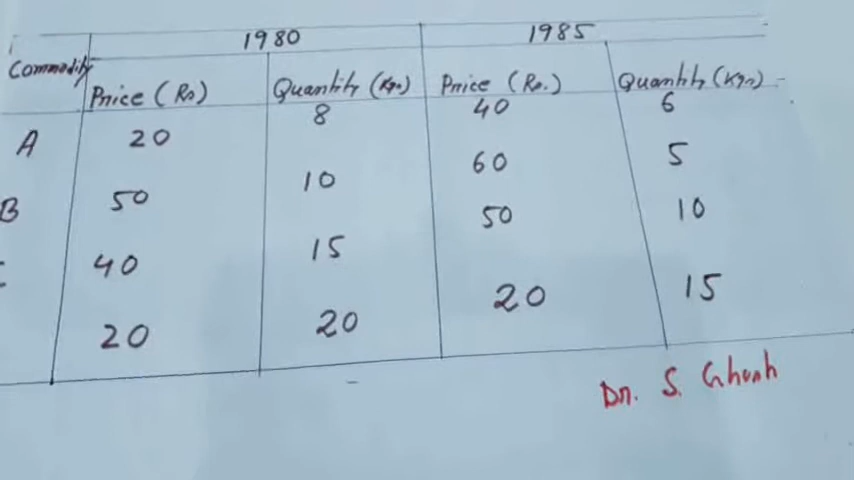 1980 1985
Commodity Price (Rs) Quantity (Kgs) Price (Rs.) Quantity (Kgs)
A 20 8 40 6
B 50 10 60 5
40 15 50 10
20 20 20 15
Dr. S. Ghosh